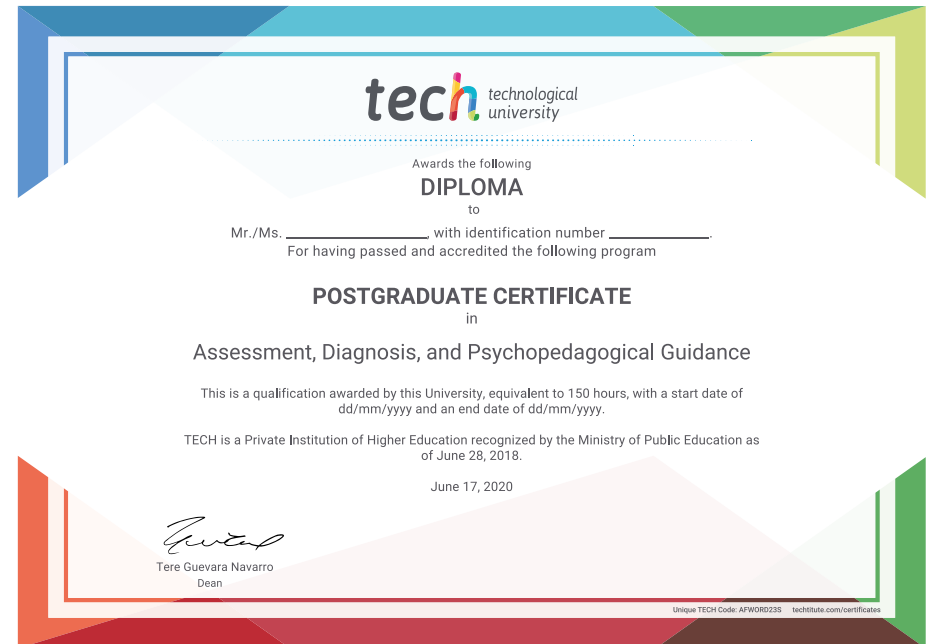 tech technological
university
Awards the following
DIPLOMA
to
Mr./Ms. ____________________, with identification number ______________.
For having passed and accredited the following program
POSTGRADUATE CERTIFICATE
in
Assessment, Diagnosis, and Psychopedagogical Guidance
This is a qualification awarded by this University, equivalent to 150 hours, with a start date of
dd/mm/yyyy and an end date of dd/mm/yyyy.
TECH is a Private Institution of Higher Education recognized by the Ministry of Public Education as
of June 28, 2018.
June 17, 2020
Tere Guevara Navarro
Dean
Unique TECH Code: AFWORD23S techtitute.com/certificates